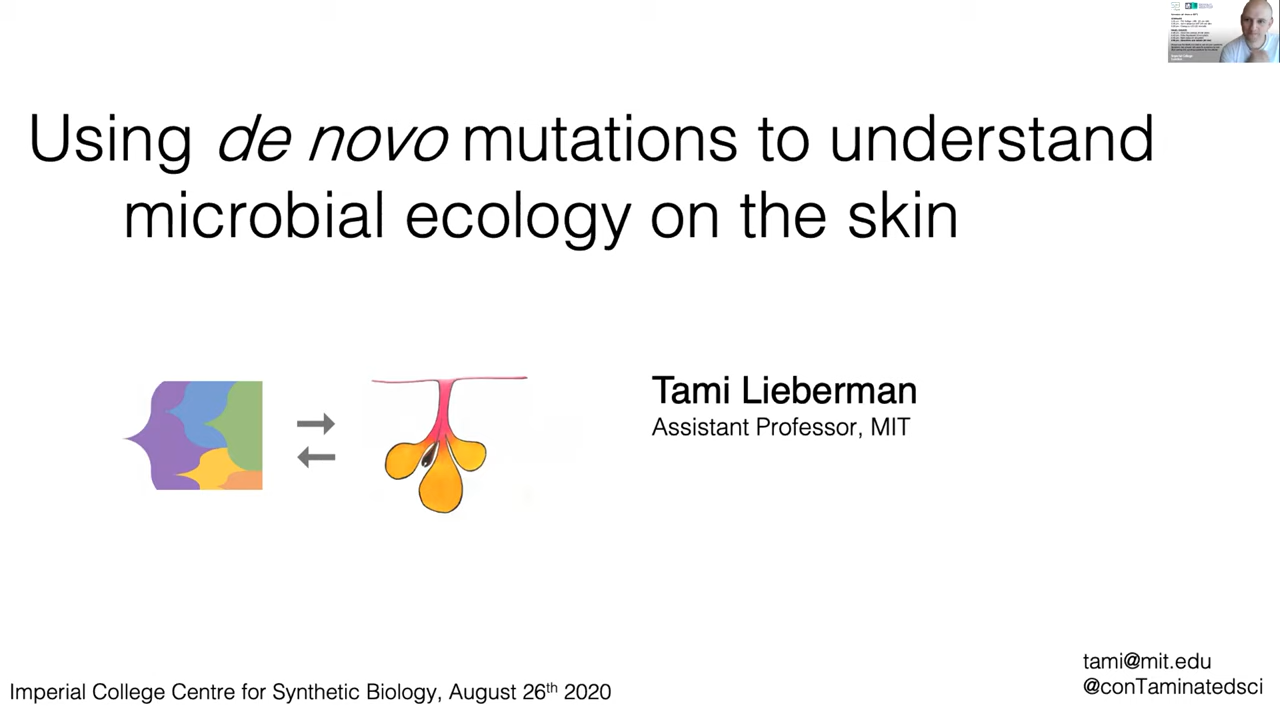 Using de novo mutations to understand
microbial ecology on the skin
Tami Lieberman
Assistant Professor, MIT
tami@mit.edu
@conTaminatedsci
Imperial College Centre for Synthetic Biology, August 26th 2020